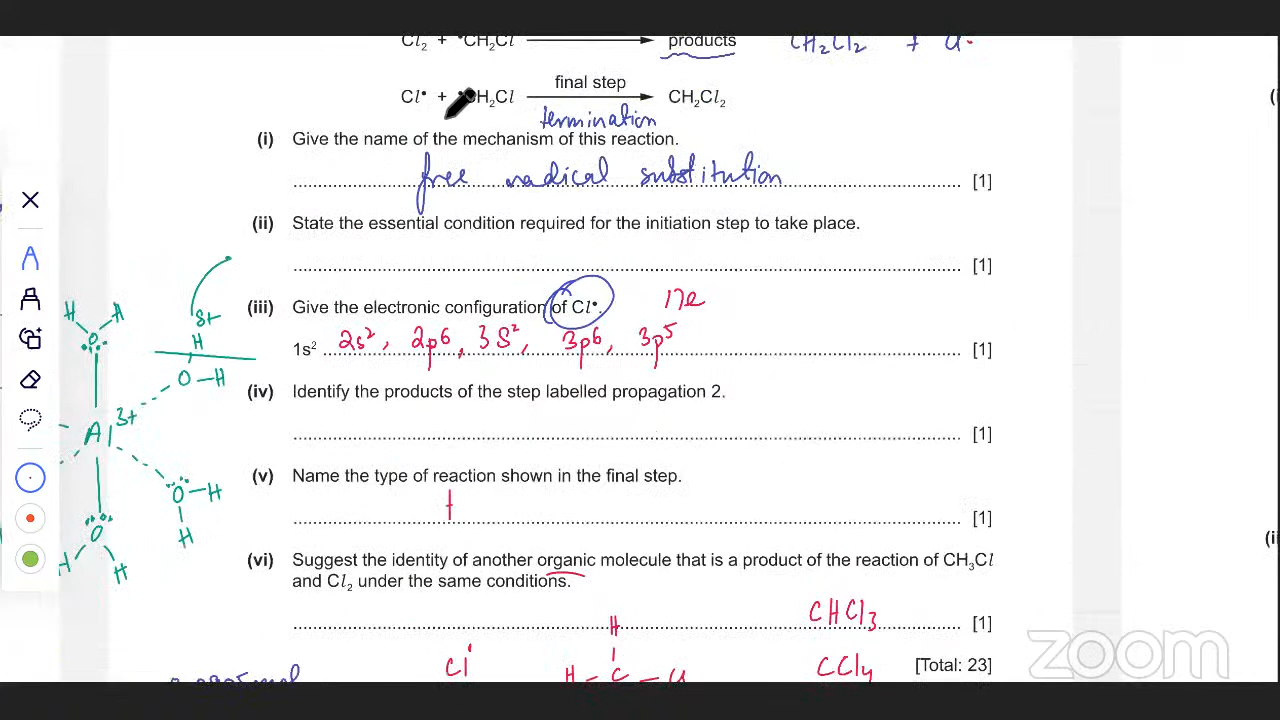 Cl₂ + •CH₂Cl ⟶ products CH₂Cl₂ + Cl•
final step
Cl• + •CH₂Cl ⟶ CH₂Cl₂
termination
(i) Give the name of the mechanism of this reaction.
free radical substitution [1]
(ii) State the essential condition required for the initiation step to take place.
[1]
(iii) Give the electronic configuration of Cl•. 17e
1s² 2s², 2p6, 3S², 3p6, 3p5 [1]
(iv) Identify the products of the step labelled propagation 2.
[1]
(v) Name the type of reaction shown in the final step.
t
[1]
(vi) Suggest the identity of another organic molecule that is a product of the reaction of CH₃Cl
and Cl₂ under the same conditions.
CHCl₃
[1]
H
Cl•
H – C – Cl
CCl4
[Total: 23]
H H
O
δ+
H
O–H
Al 3+
O–H
H
O
H H
zoom